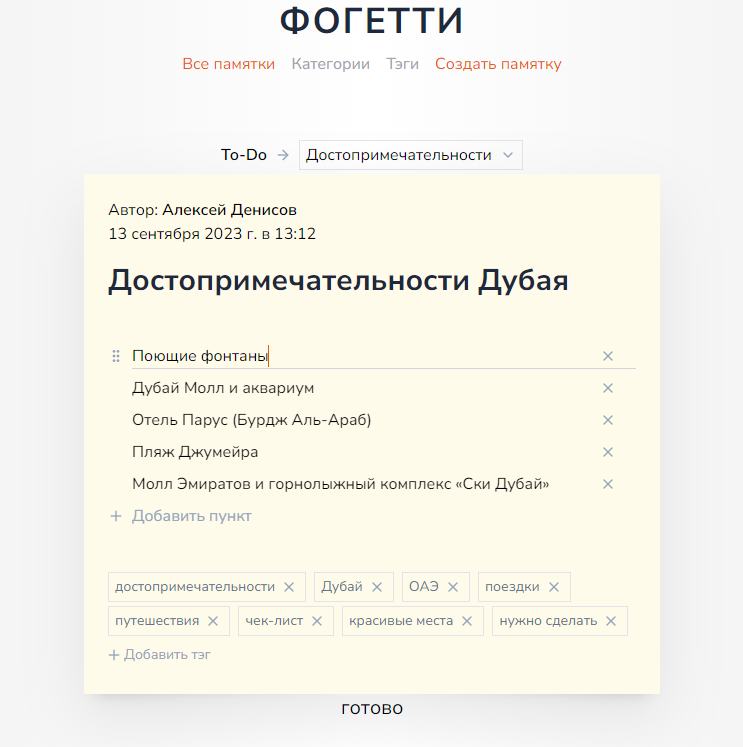 ФОГЕТТИ
Все памятки Категории Тэги Создать памятку
To-Do → Достопримечательности
Автор: Алексей Денисов
13 сентября 2023 г. в 13:12
Достопримечательности Дубая
Поющие фонтаны
Дубай Молл и аквариум
Отель Парус (Бурдж Аль-Араб)
Пляж Джумейра
Молл Эмиратов и горнолыжный комплекс «Ски Дубай»
+ Добавить пункт
достопримечательности × Дубай × ОАЭ × поездки ×
путешествия × чек-лист × красивые места × нужно сделать ×
+ Добавить тэг
ГОТОВО